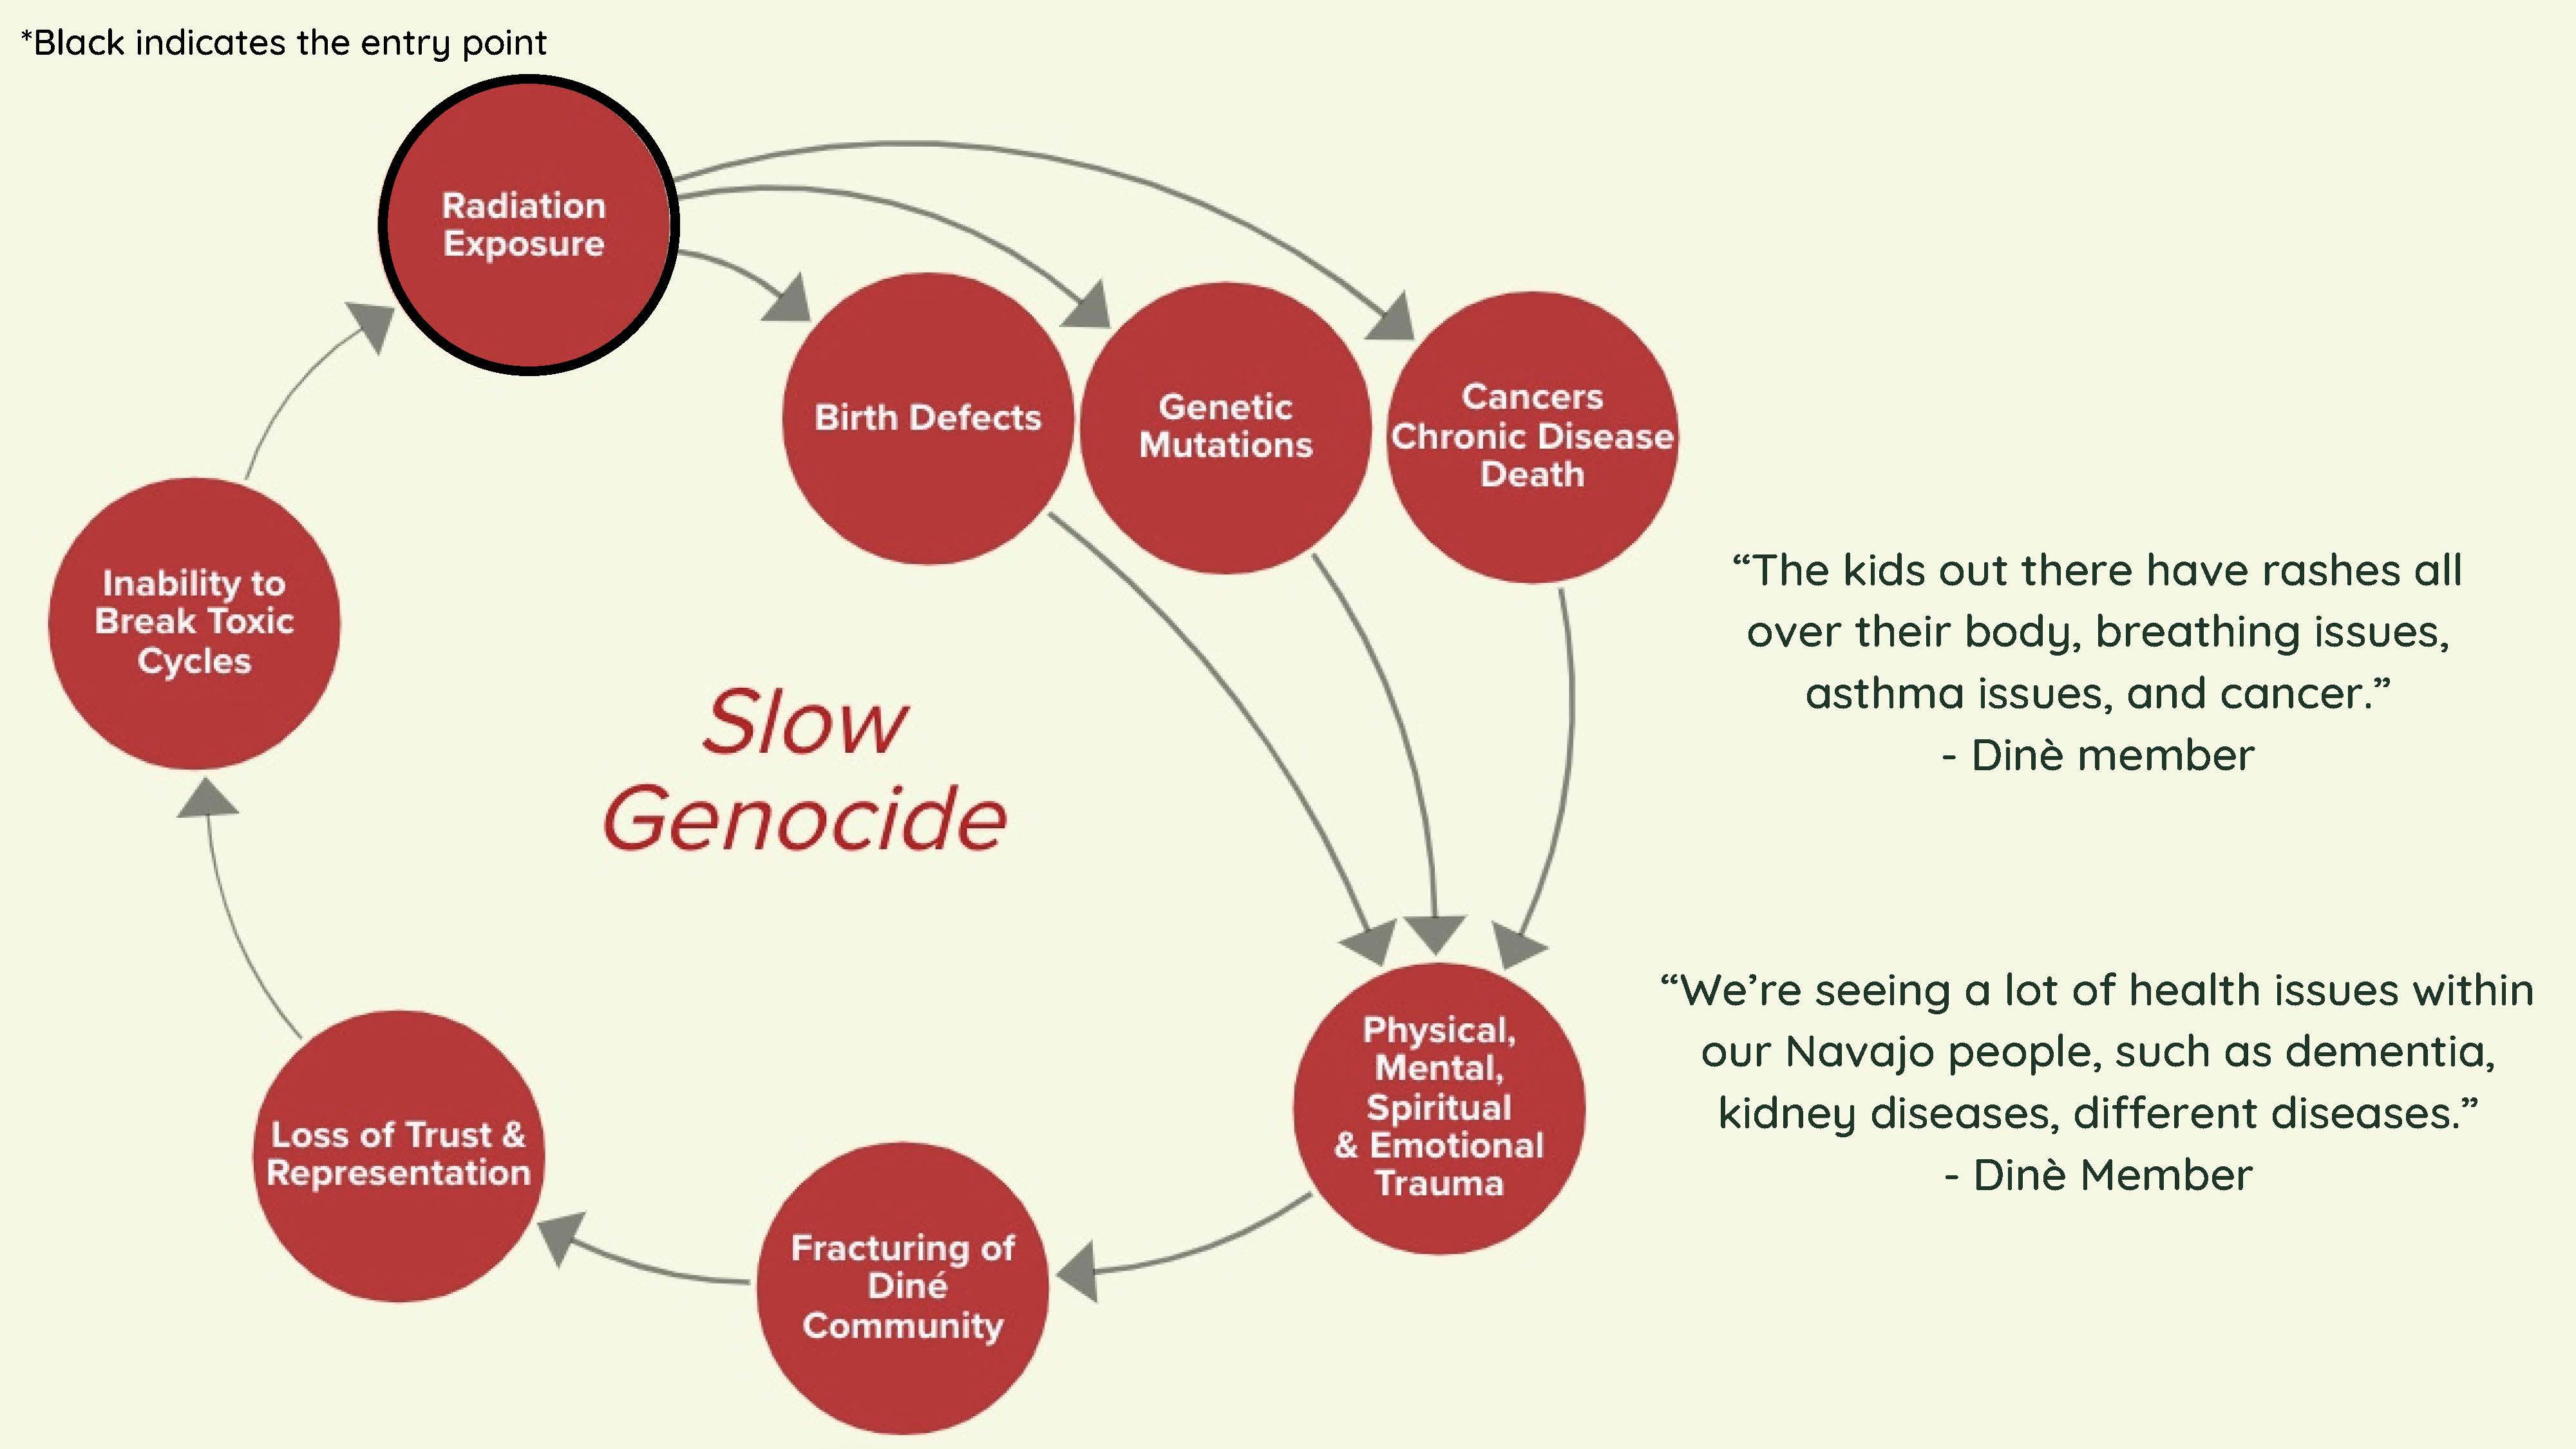 *Black indicates the entry point
Radiation
Exposure
Birth Defects
Genetic
Mutations
Cancers
Chronic Disease
Death
Inability to
Break Toxic
Cycles
Slow
Genocide
“The kids out there have rashes all
over their body, breathing issues,
asthma issues, and cancer.”
- Dinè member
“We’re seeing a lot of health issues within
our Navajo people, such as dementia,
kidney diseases, different diseases.”
- Dinè Member
Physical,
Mental,
Spiritual
& Emotional
Trauma
Loss of Trust &
Representation
Fracturing of
Diné
Community